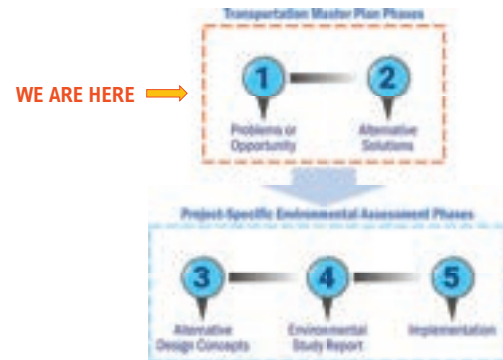 Transportation Master Plan Phases
WE ARE HERE
1
2
Problems or
Opportunity
Alternative
Solutions
Project-Specific Environmental Assessment Phases
3
4
5
Alternative
Design Concepts
Environmental
Study Report
Implementation